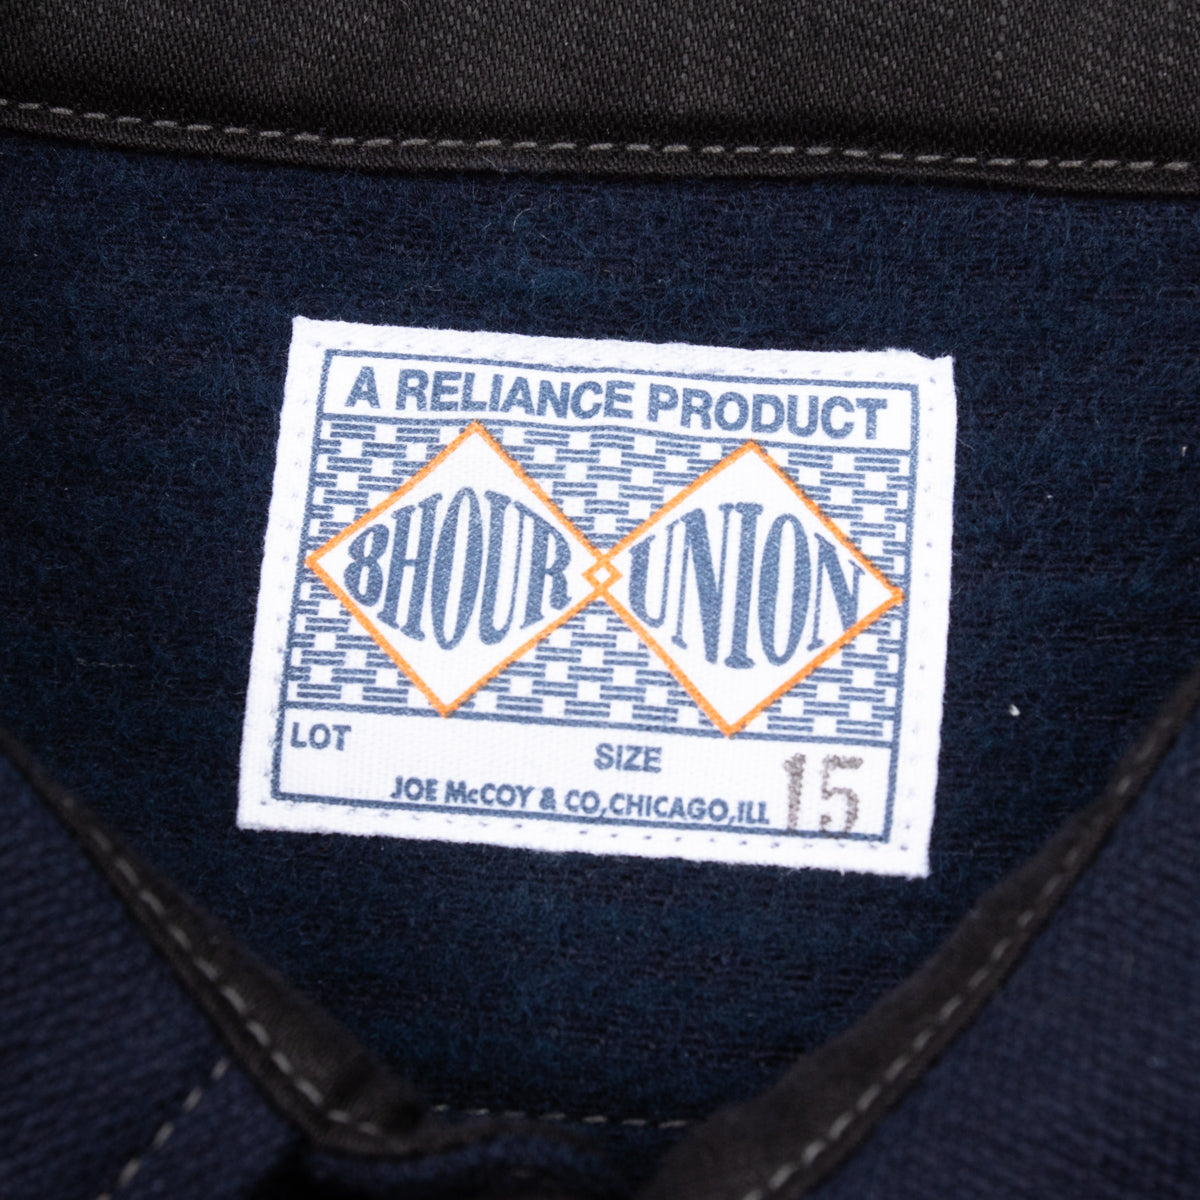 A RELIANCE PRODUCT
8HOUR UNION
LOT SIZE 15
JOE McCOY & CO,CHICAGO,ILL